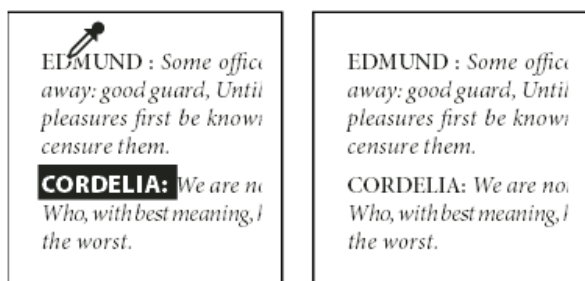 EDMUND : Some office
away: good guard, Until
pleasures first be known
censure them.
CORDELIA: We are
Who, with best meaning,
the worst.
EDMUND : Some office
away: good guard, Until
pleasures first be known
censure them.
CORDELIA: We are
Who, with best meaning,
the worst.